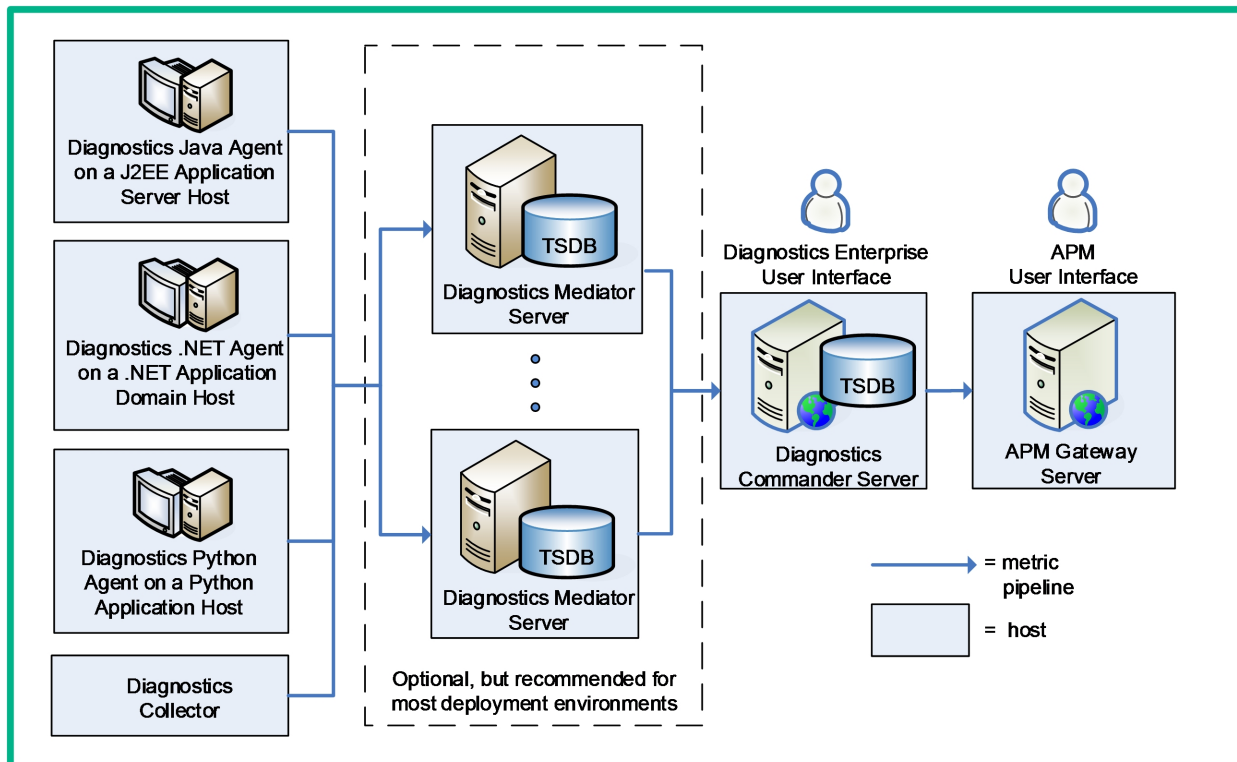 Diagnostics Java Agent
on a J2EE Application
Server Host
Diagnostics .NET Agent
on a .NET Application
Domain Host
Diagnostics Python
Agent on a Python
Application Host
Diagnostics
Collector
TSDB
Diagnostics Mediator
Server
TSDB
Diagnostics Mediator
Server
Optional, but recommended for
most deployment environments
Diagnostics Enterprise
User Interface
TSDB
Diagnostics
Commander Server
APM
User Interface
APM Gateway
Server
= metric
pipeline
= host